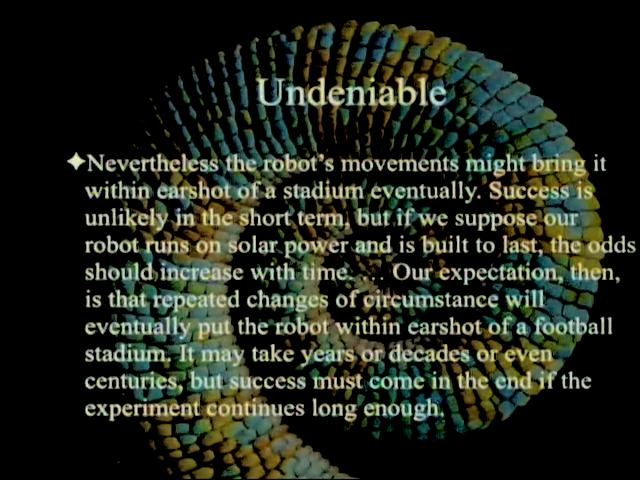 Undeniable
✦Nevertheless the robot's movements might bring it
within earshot of a stadium eventually. Success is
unlikely in the short term, but if we suppose our
robot runs on solar power and is built to last, the odds
should increase with time. … Our expectation, then,
is that repeated changes of circumstance will
eventually put the robot within earshot of a football
stadium. It may take years or decades or even
centuries, but success must come in the end if the
experiment continues long enough.